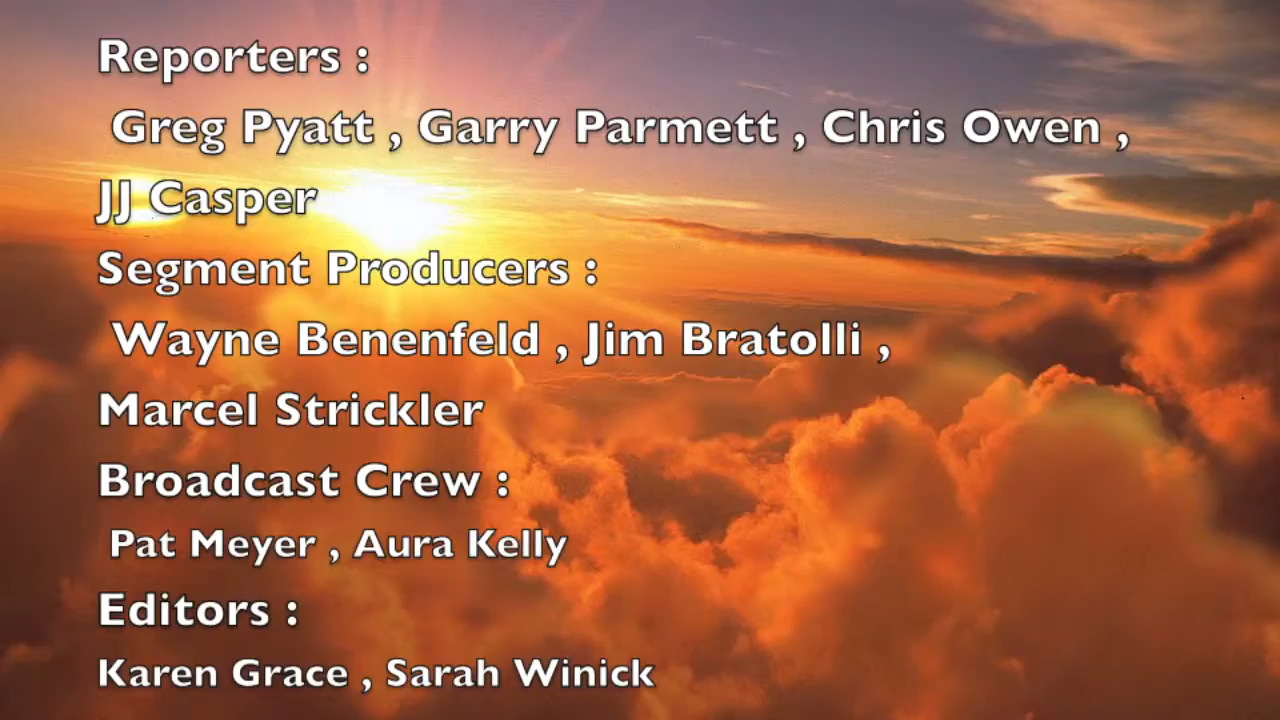 Reporters :
Greg Pyatt , Garry Parmett , Chris Owen ,
JJ Casper
Segment Producers :
Wayne Benenfeld , Jim Bratolli ,
Marcel Strickler
Broadcast Crew :
Pat Meyer , Aura Kelly
Editors :
Karen Grace , Sarah Winick